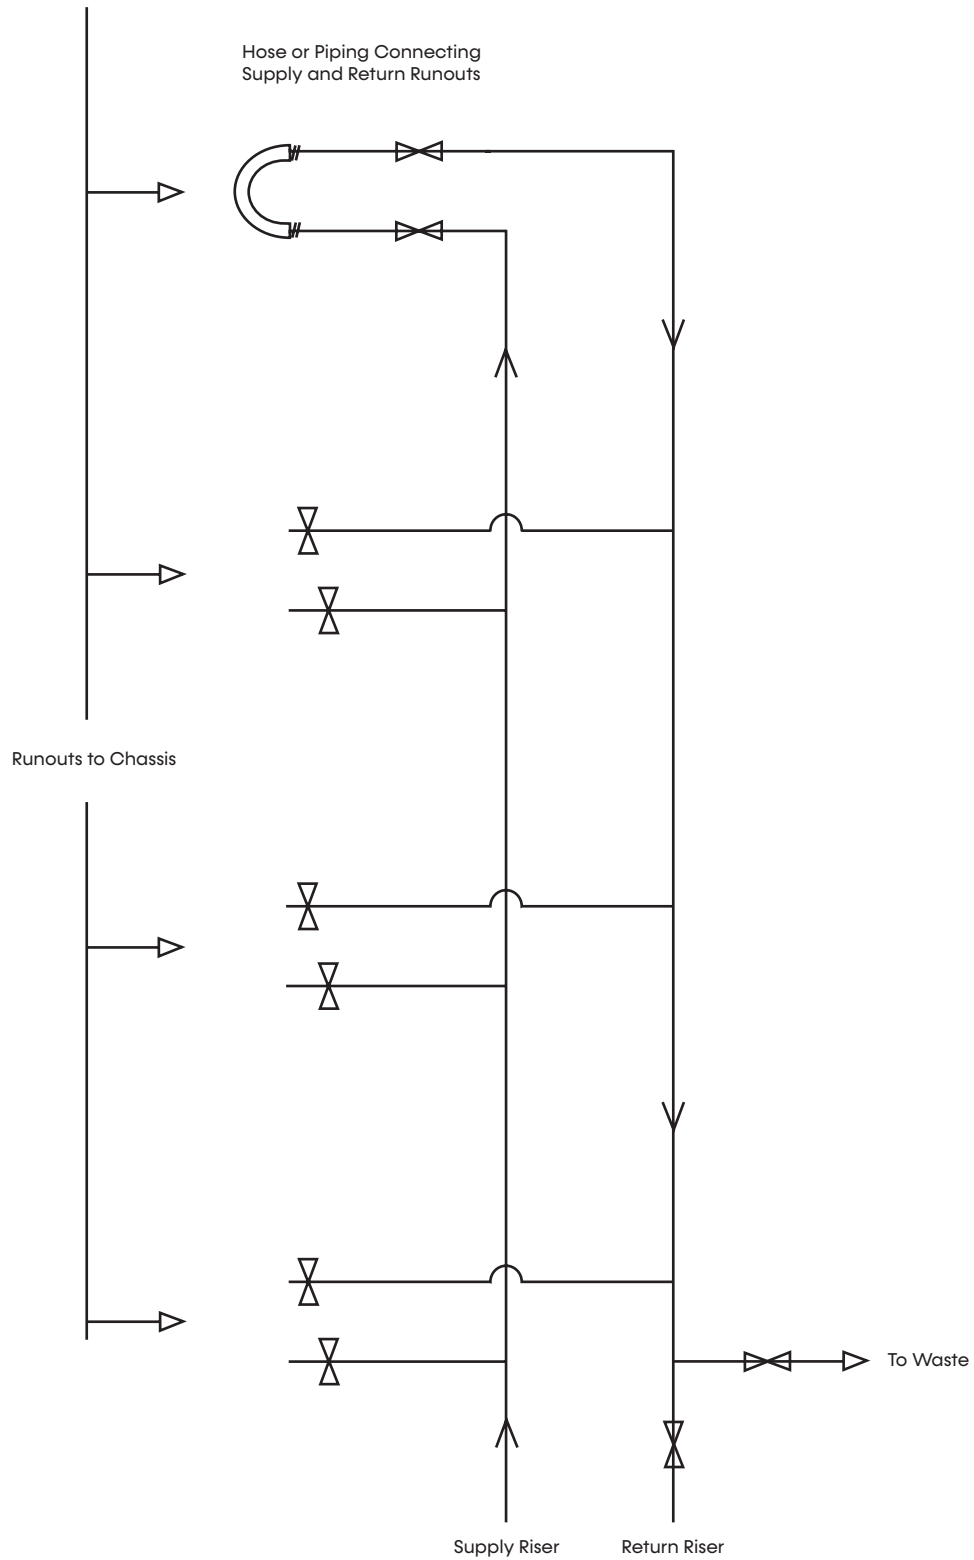 Hose or Piping Connecting
Supply and Return Runouts
Runouts to Chassis
To Waste
Supply Riser
Return Riser